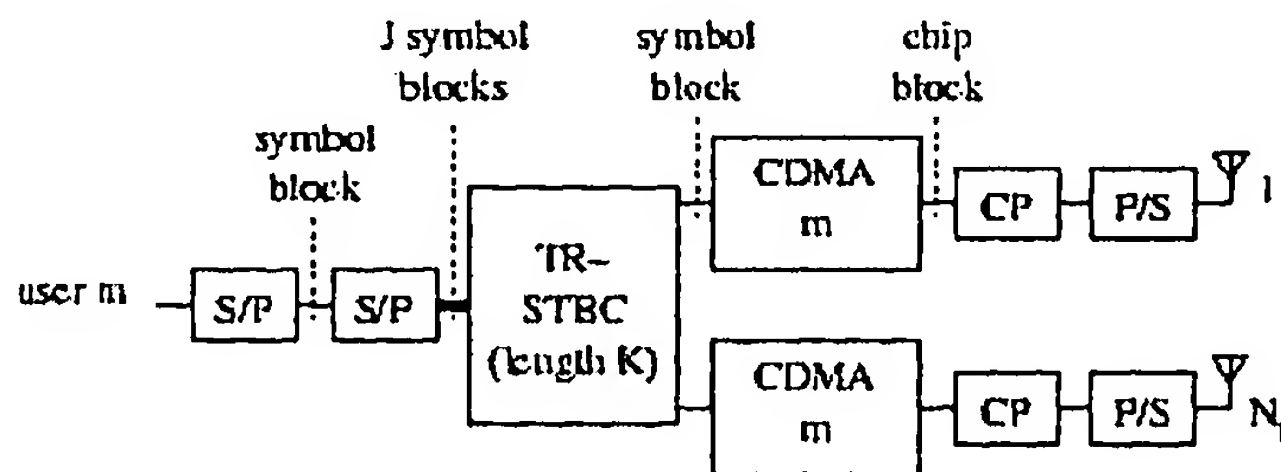 J symbol
blocks
symbol
block
chip
block
symbol
block
user m
S/P
S/P
TR–
STBC
(length K)
CDMA
m
CP
P/S
1
CDMA
m
CP
P/S
N